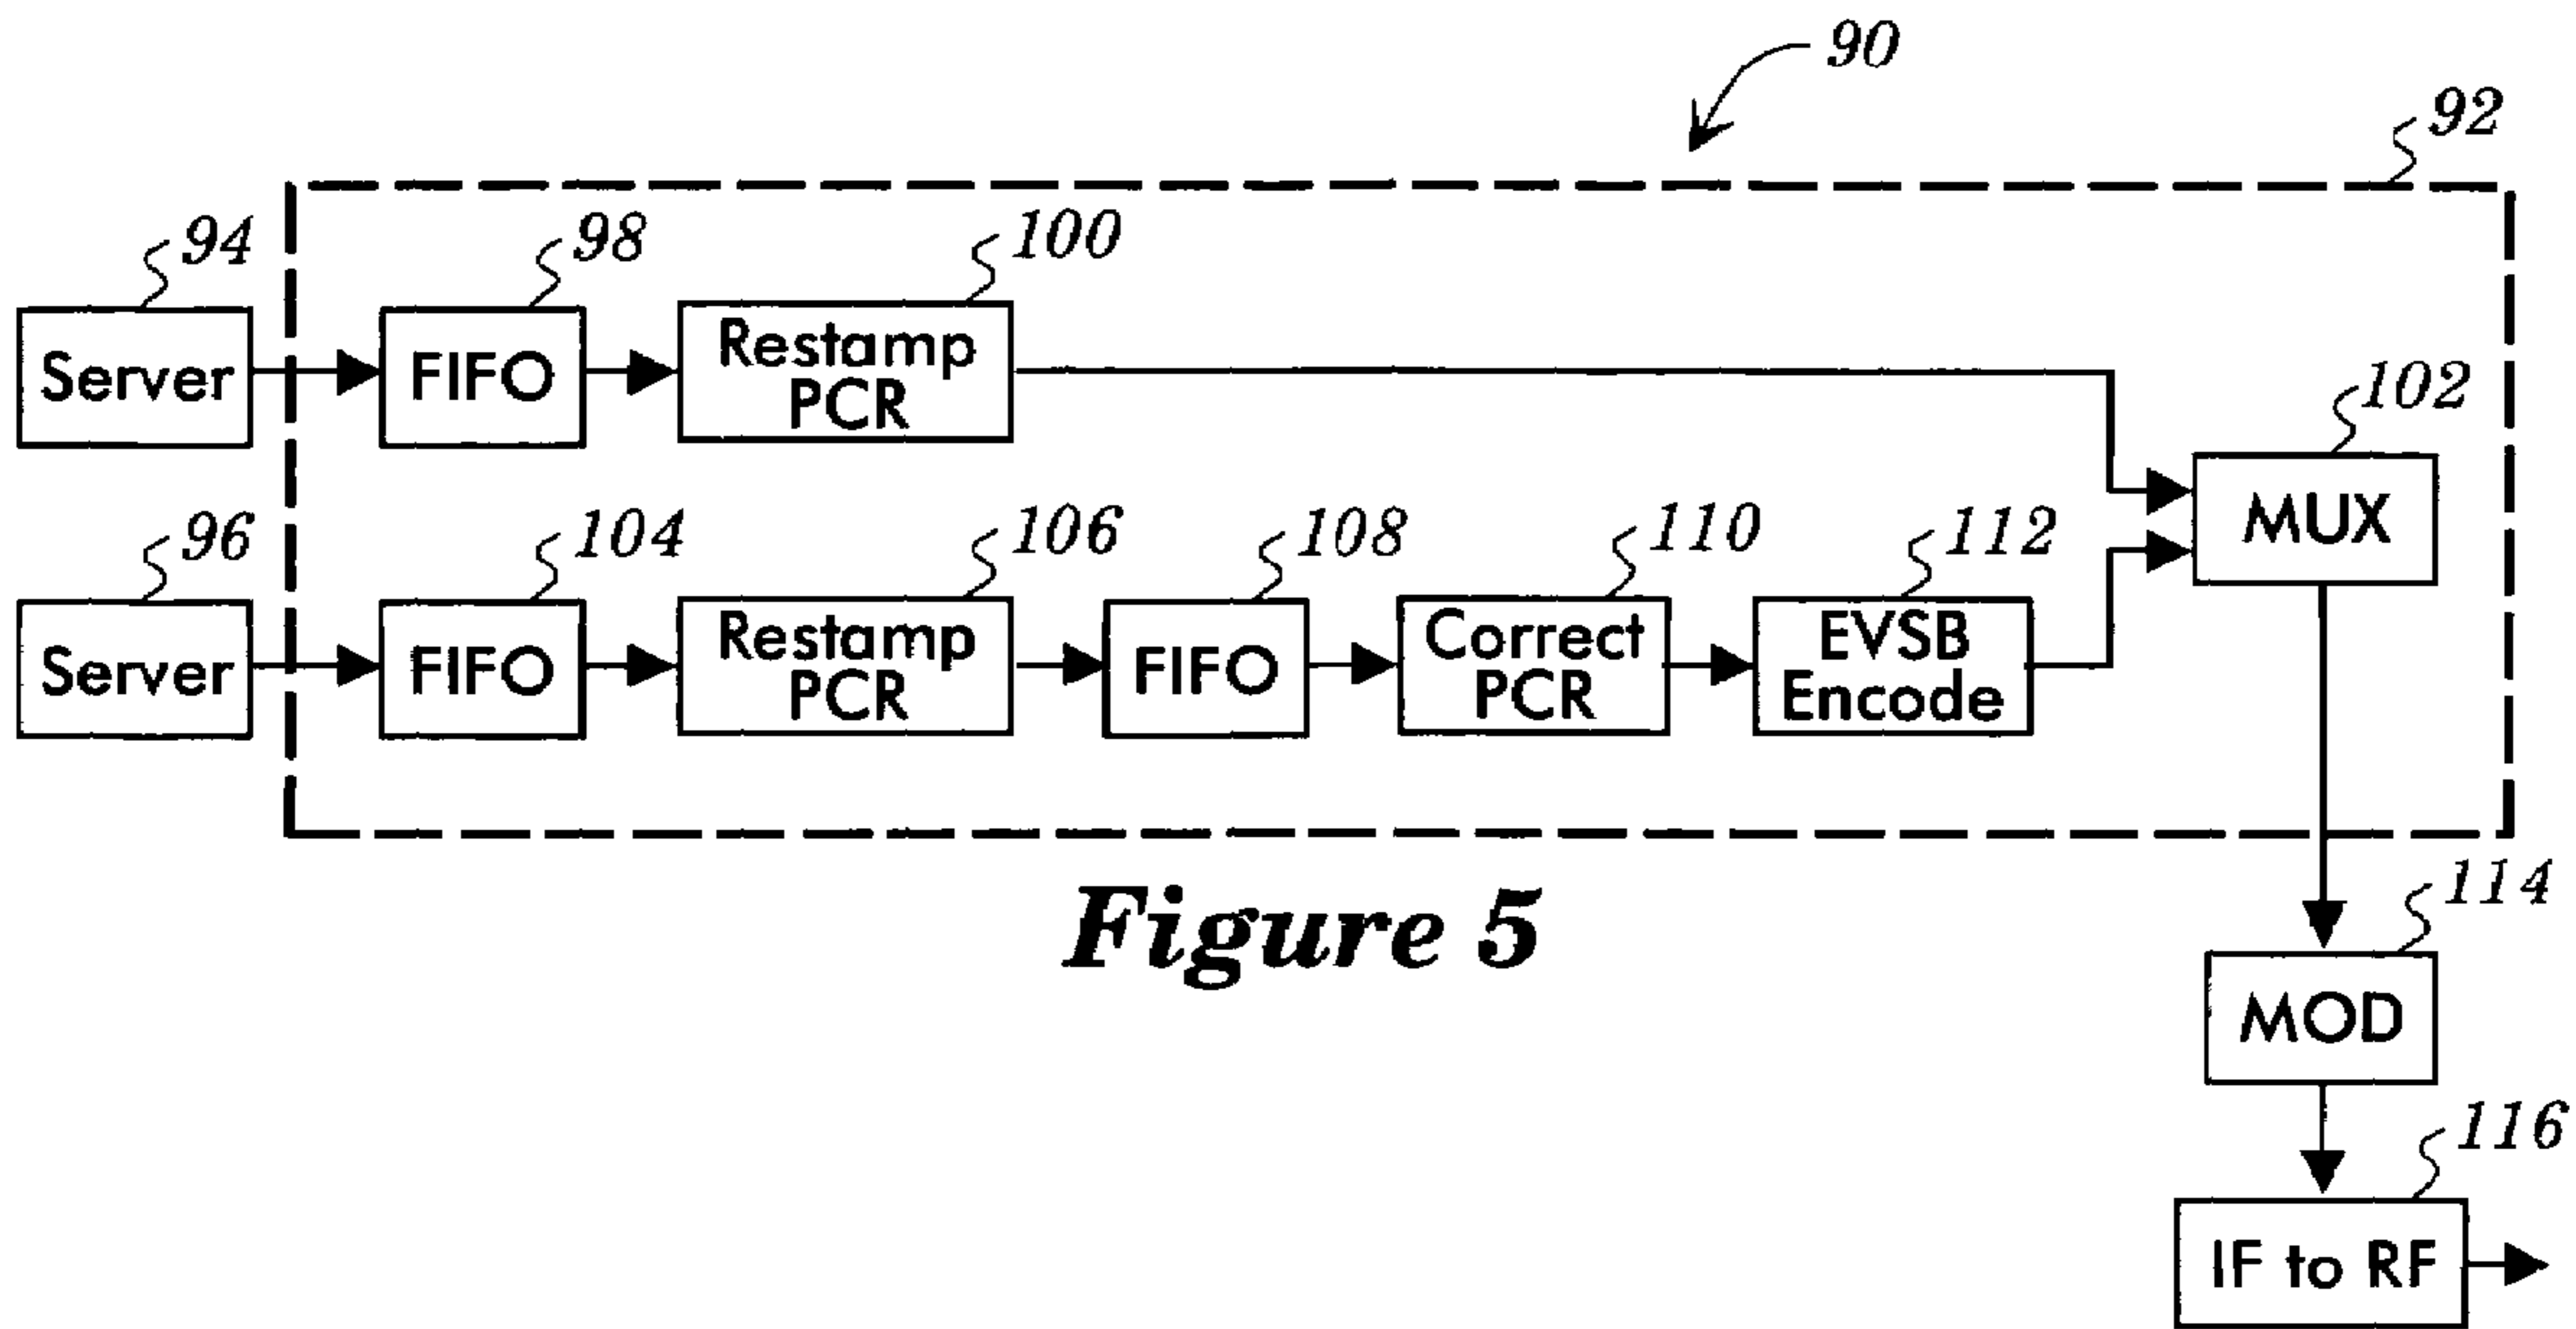 90
92
94
98
100
Server
FIFO
Restamp
PCR
102
MUX
96
104
106
108
110
112
Server
FIFO
Restamp
PCR
FIFO
Correct
PCR
EVSB
Encode
Figure 5
114
MOD
116
IF to RF